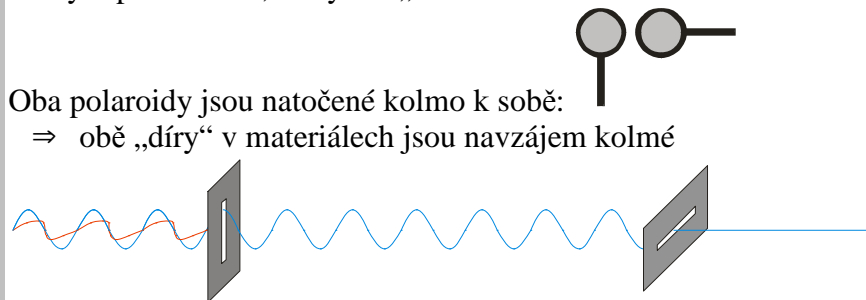 Oba polaroidy jsou natočené kolmo k sobě:
⇒ obě „díry“ v materiálech jsou navzájem kolmé